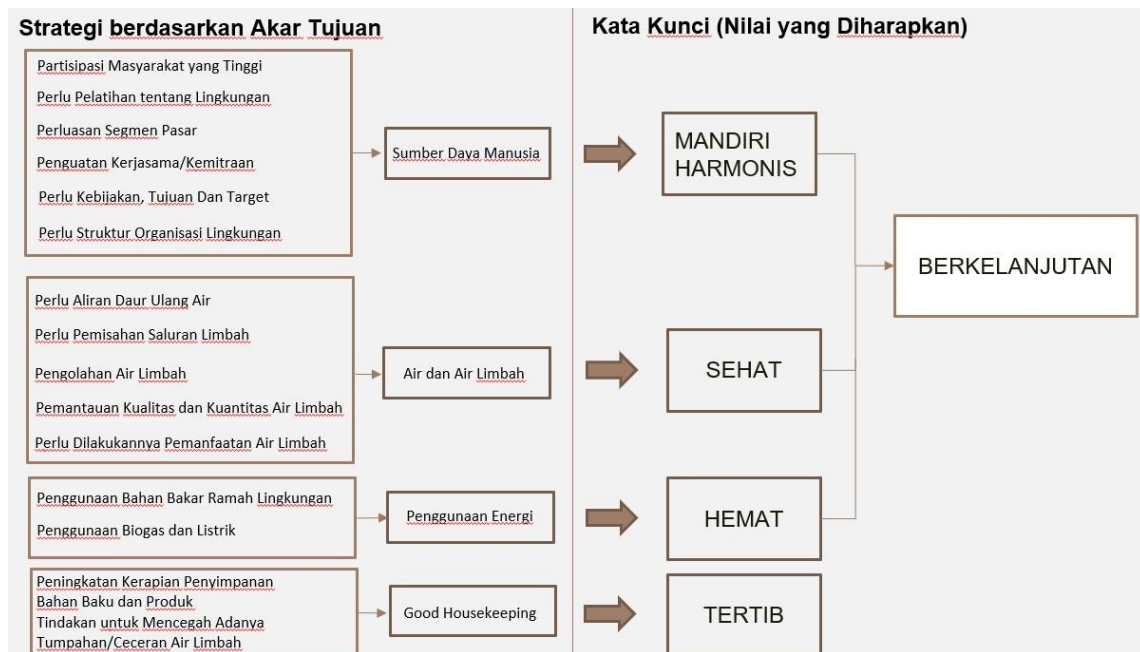 Strategi berdasarkan Akar Tujuan
Partisipasi Masyarakat yang Tinggi
Perlu Pelatihan tentang Lingkungan
Perluasan Segmen Pasar
Penguatan Kerjasama/Kemitraan
Perlu Kebijakan, Tujuan Dan Target
Perlu Struktur Organisasi Lingkungan
Sumber Daya Manusia
Perlu Aliran Daur Ulang Air
Perlu Pemisahan Saluran Limbah
Pengolahan Air Limbah
Pemantauan Kualitas dan Kuantitas Air Limbah
Perlu Dilakukannya Pemanfaatan Air Limbah
Air dan Air Limbah
Penggunaan Bahan Bakar Ramah Lingkungan
Penggunaan Biogas dan Listrik
Penggunaan Energi
Peningkatan Kerapian Penyimpanan
Bahan Baku dan Produk
Tindakan untuk Mencegah Adanya
Tumpahan/Ceceran Air Limbah
Good Housekeeping
Kata Kunci (Nilai yang Diharapkan)
MANDIRI
HARMONIS
SEHAT
HEMAT
TERTIB
BERKELANJUTAN